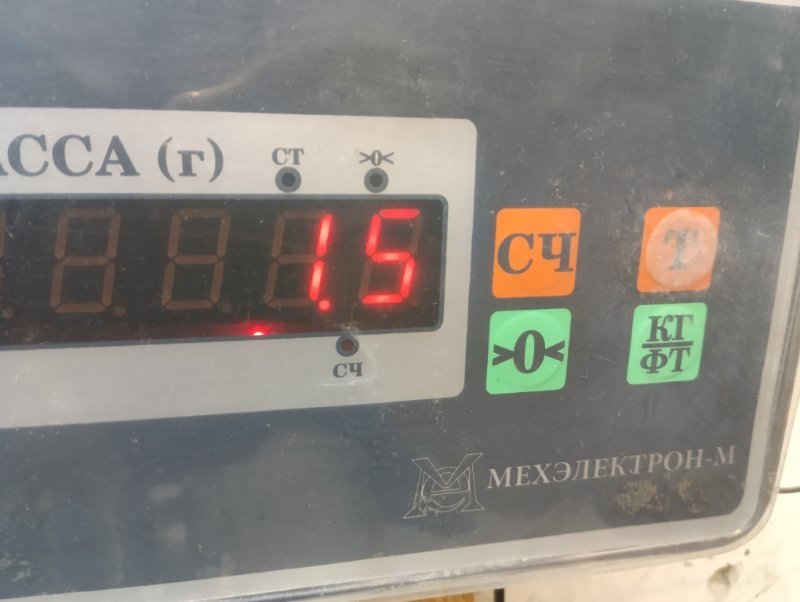 АССА (г)
СТ
>0<
1.5
СЧ
Т
>0<
КГ
ФТ
СЧ
МЕХЭЛЕКТРОН-М